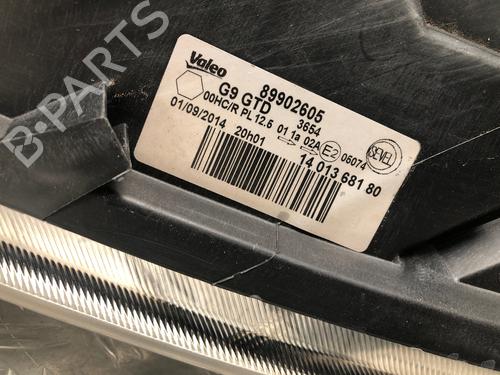 B-PARTS
Valeo
89902605
G9 GTD
3654
00HC/R PL 12.5 01 1a 02A E2 05074
SEVEL
01/09/2014 20h01
14 013 681 80